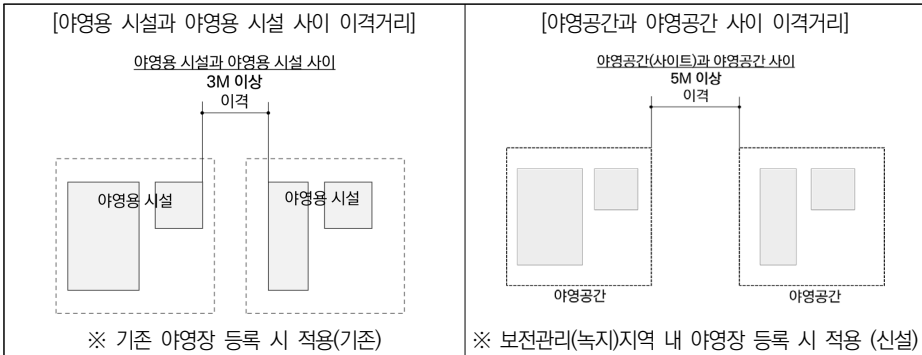 [야영용 시설과 야영용 시설 사이 이격거리]
야영용 시설과 야영용 시설 사이
3M 이상
이격
야영용 시설
야영용 시설
※ 기존 야영장 등록 시 적용(기존)
[야영공간과 야영공간 사이 이격거리]
야영공간(사이트)과 야영공간 사이
5M 이상
이격
야영공간
야영공간
※ 보전관리(녹지)지역 내 야영장 등록 시 적용 (신설)